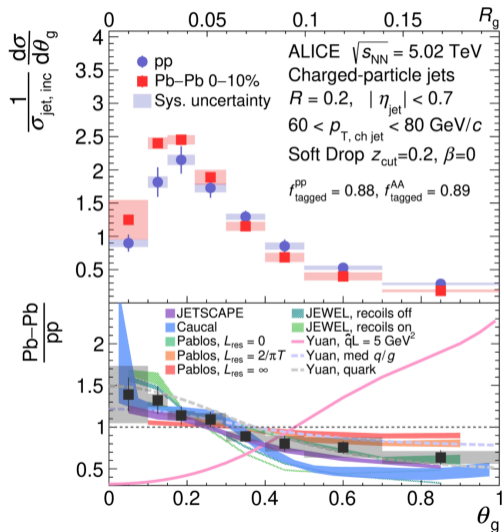 0 0.05 0.1 0.15 R_g
1/σ_jet, inc dσ/dθ_g
4
3.5
3
2.5
2
1.5
1
0.5
pp
Pb−Pb 0−10%
Sys. uncertainty
ALICE √s_NN = 5.02 TeV
Charged-particle jets
R = 0.2, | η_jet | < 0.7
60 < p_T, ch jet < 80 GeV/c
Soft Drop z_cut=0.2, β=0
f^pp_tagged = 0.88, f^AA_tagged = 0.89
Pb−Pb/pp
2
1.5
1
0.5
JETSCAPE
Caucal
Pablos, L_res = 0
Pablos, L_res = 2/πT
Pablos, L_res = ∞
JEWEL, recoils off
JEWEL, recoils on
Yuan, q̂L = 5 GeV²
Yuan, med q/g
Yuan, quark
0 0.2 0.4 0.6 0.8 1
θ_g